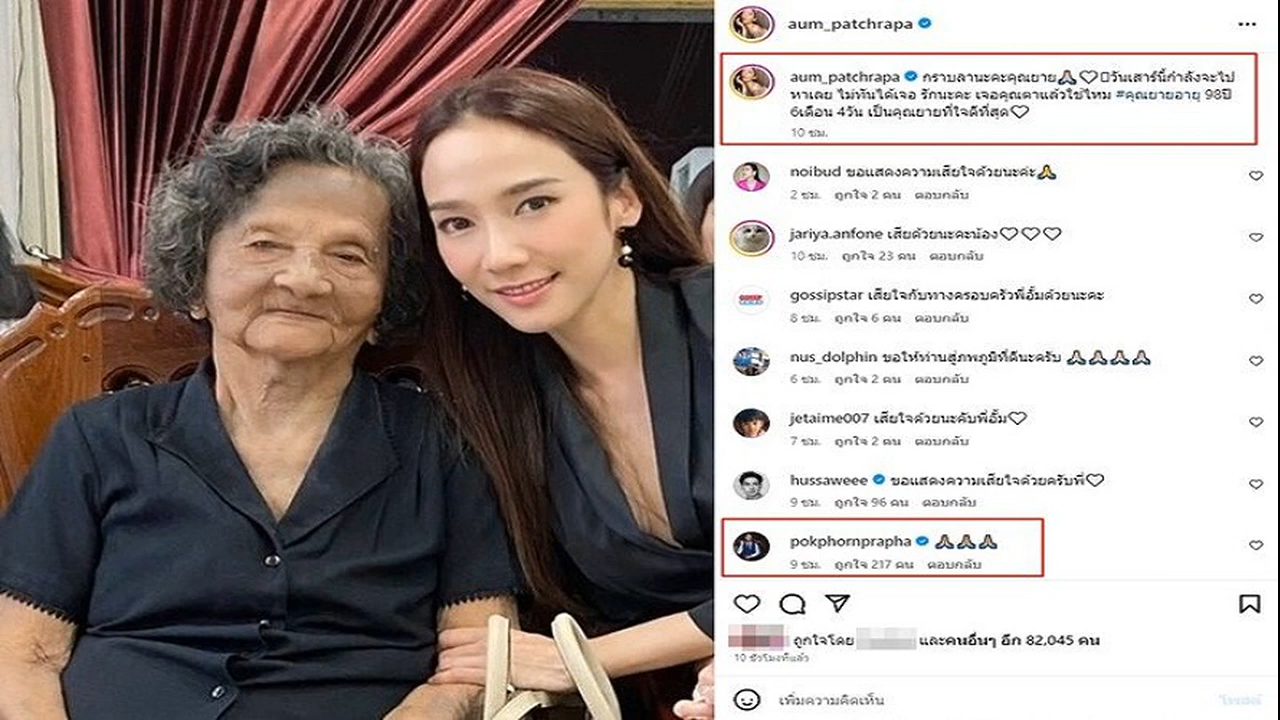 aum_patchrapa
aum_patchrapa กราบลานะคะคุณยาย🙏🏼🤍วันเสาร์นี้กำลังจะไป
หาเลย ไม่ทันได้เจอ รักนะคะ เจอคุณตาแล้วใช่ไหม #คุณยายอายุ 98ปี
6เดือน 4วัน เป็นคุณยายที่ใจดีที่สุด🤍
10 ชม.
noibud ขอแสดงความเสียใจด้วยนะค่ะ🙏
2 ชม. ถูกใจ 2 คน ตอบกลับ
jariya.anfone เสียด้วยนะคะน้อง🤍🤍🤍
10 ชม. ถูกใจ 23 คน ตอบกลับ
gossipstar เสียใจกับทางครอบครัวพี่อั้มด้วยนะคะ
8 ชม. ถูกใจ 6 คน ตอบกลับ
nus_dolphin ขอให้ท่านสู่ภพภูมิที่ดีนะครับ 🙏🏼🙏🏼🙏🏼🙏🏼
6 ชม. ถูกใจ 2 คน ตอบกลับ
jetaime007 เสียใจด้วยนะคับพี่อั้ม🤍
7 ชม. ถูกใจ 2 คน ตอบกลับ
hussaweee ขอแสดงความเสียใจด้วยครับพี่🤍
9 ชม. ถูกใจ 96 คน ตอบกลับ
pokphornprapha 🙏🏽🙏🏽🙏🏽
9 ชม. ถูกใจ 217 คน ตอบกลับ
ถูกใจโดย และคนอื่นๆ อีก 82,045 คน
10 ชั่วโมงที่แล้ว
เพิ่มความคิดเห็น
โพสต์